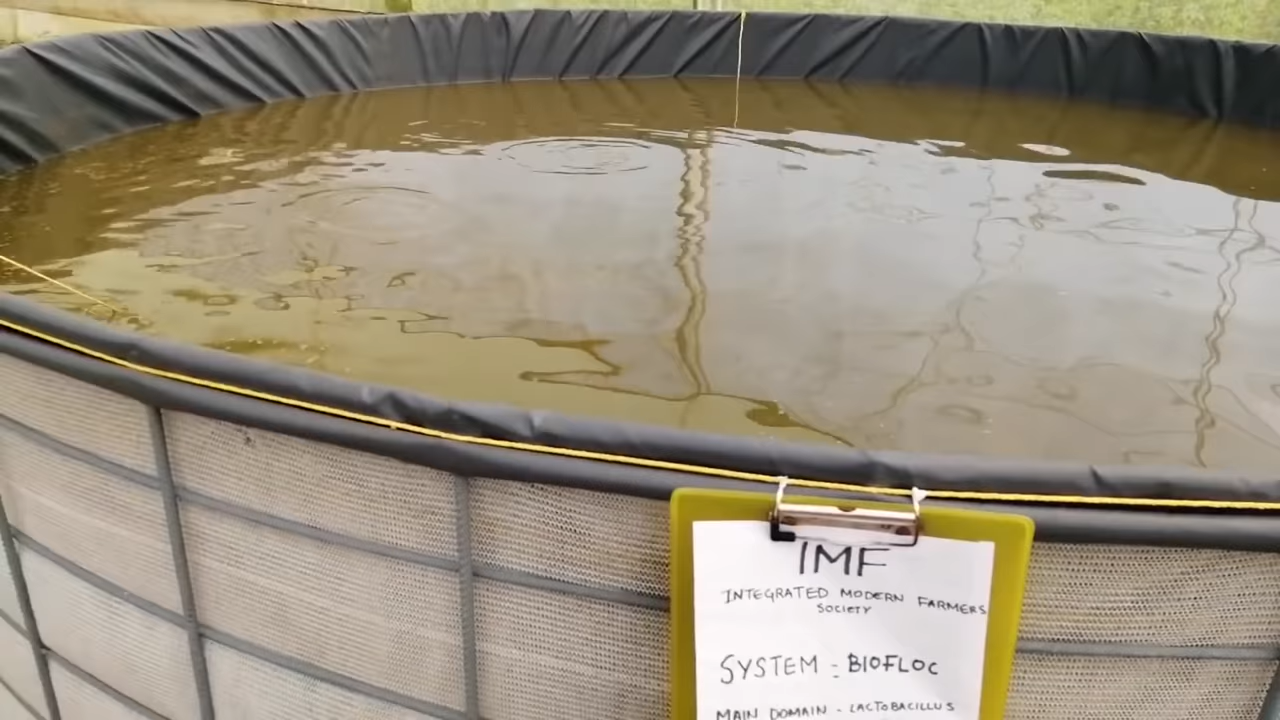 IMF
INTEGRATED MODERN FARMERS
SOCIETY
SYSTEM - BIOFLOC
MAIN DOMAIN - LACTOBACILLUS